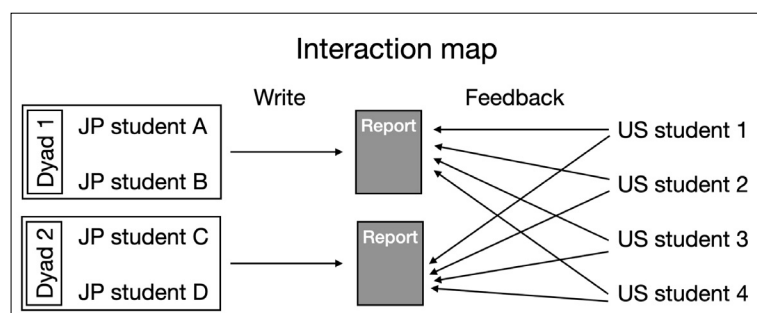 Interaction map
Write
Feedback
Dyad 1
JP student A
JP student B
Report
US student 1
US student 2
Dyad 2
JP student C
JP student D
Report
US student 3
US student 4